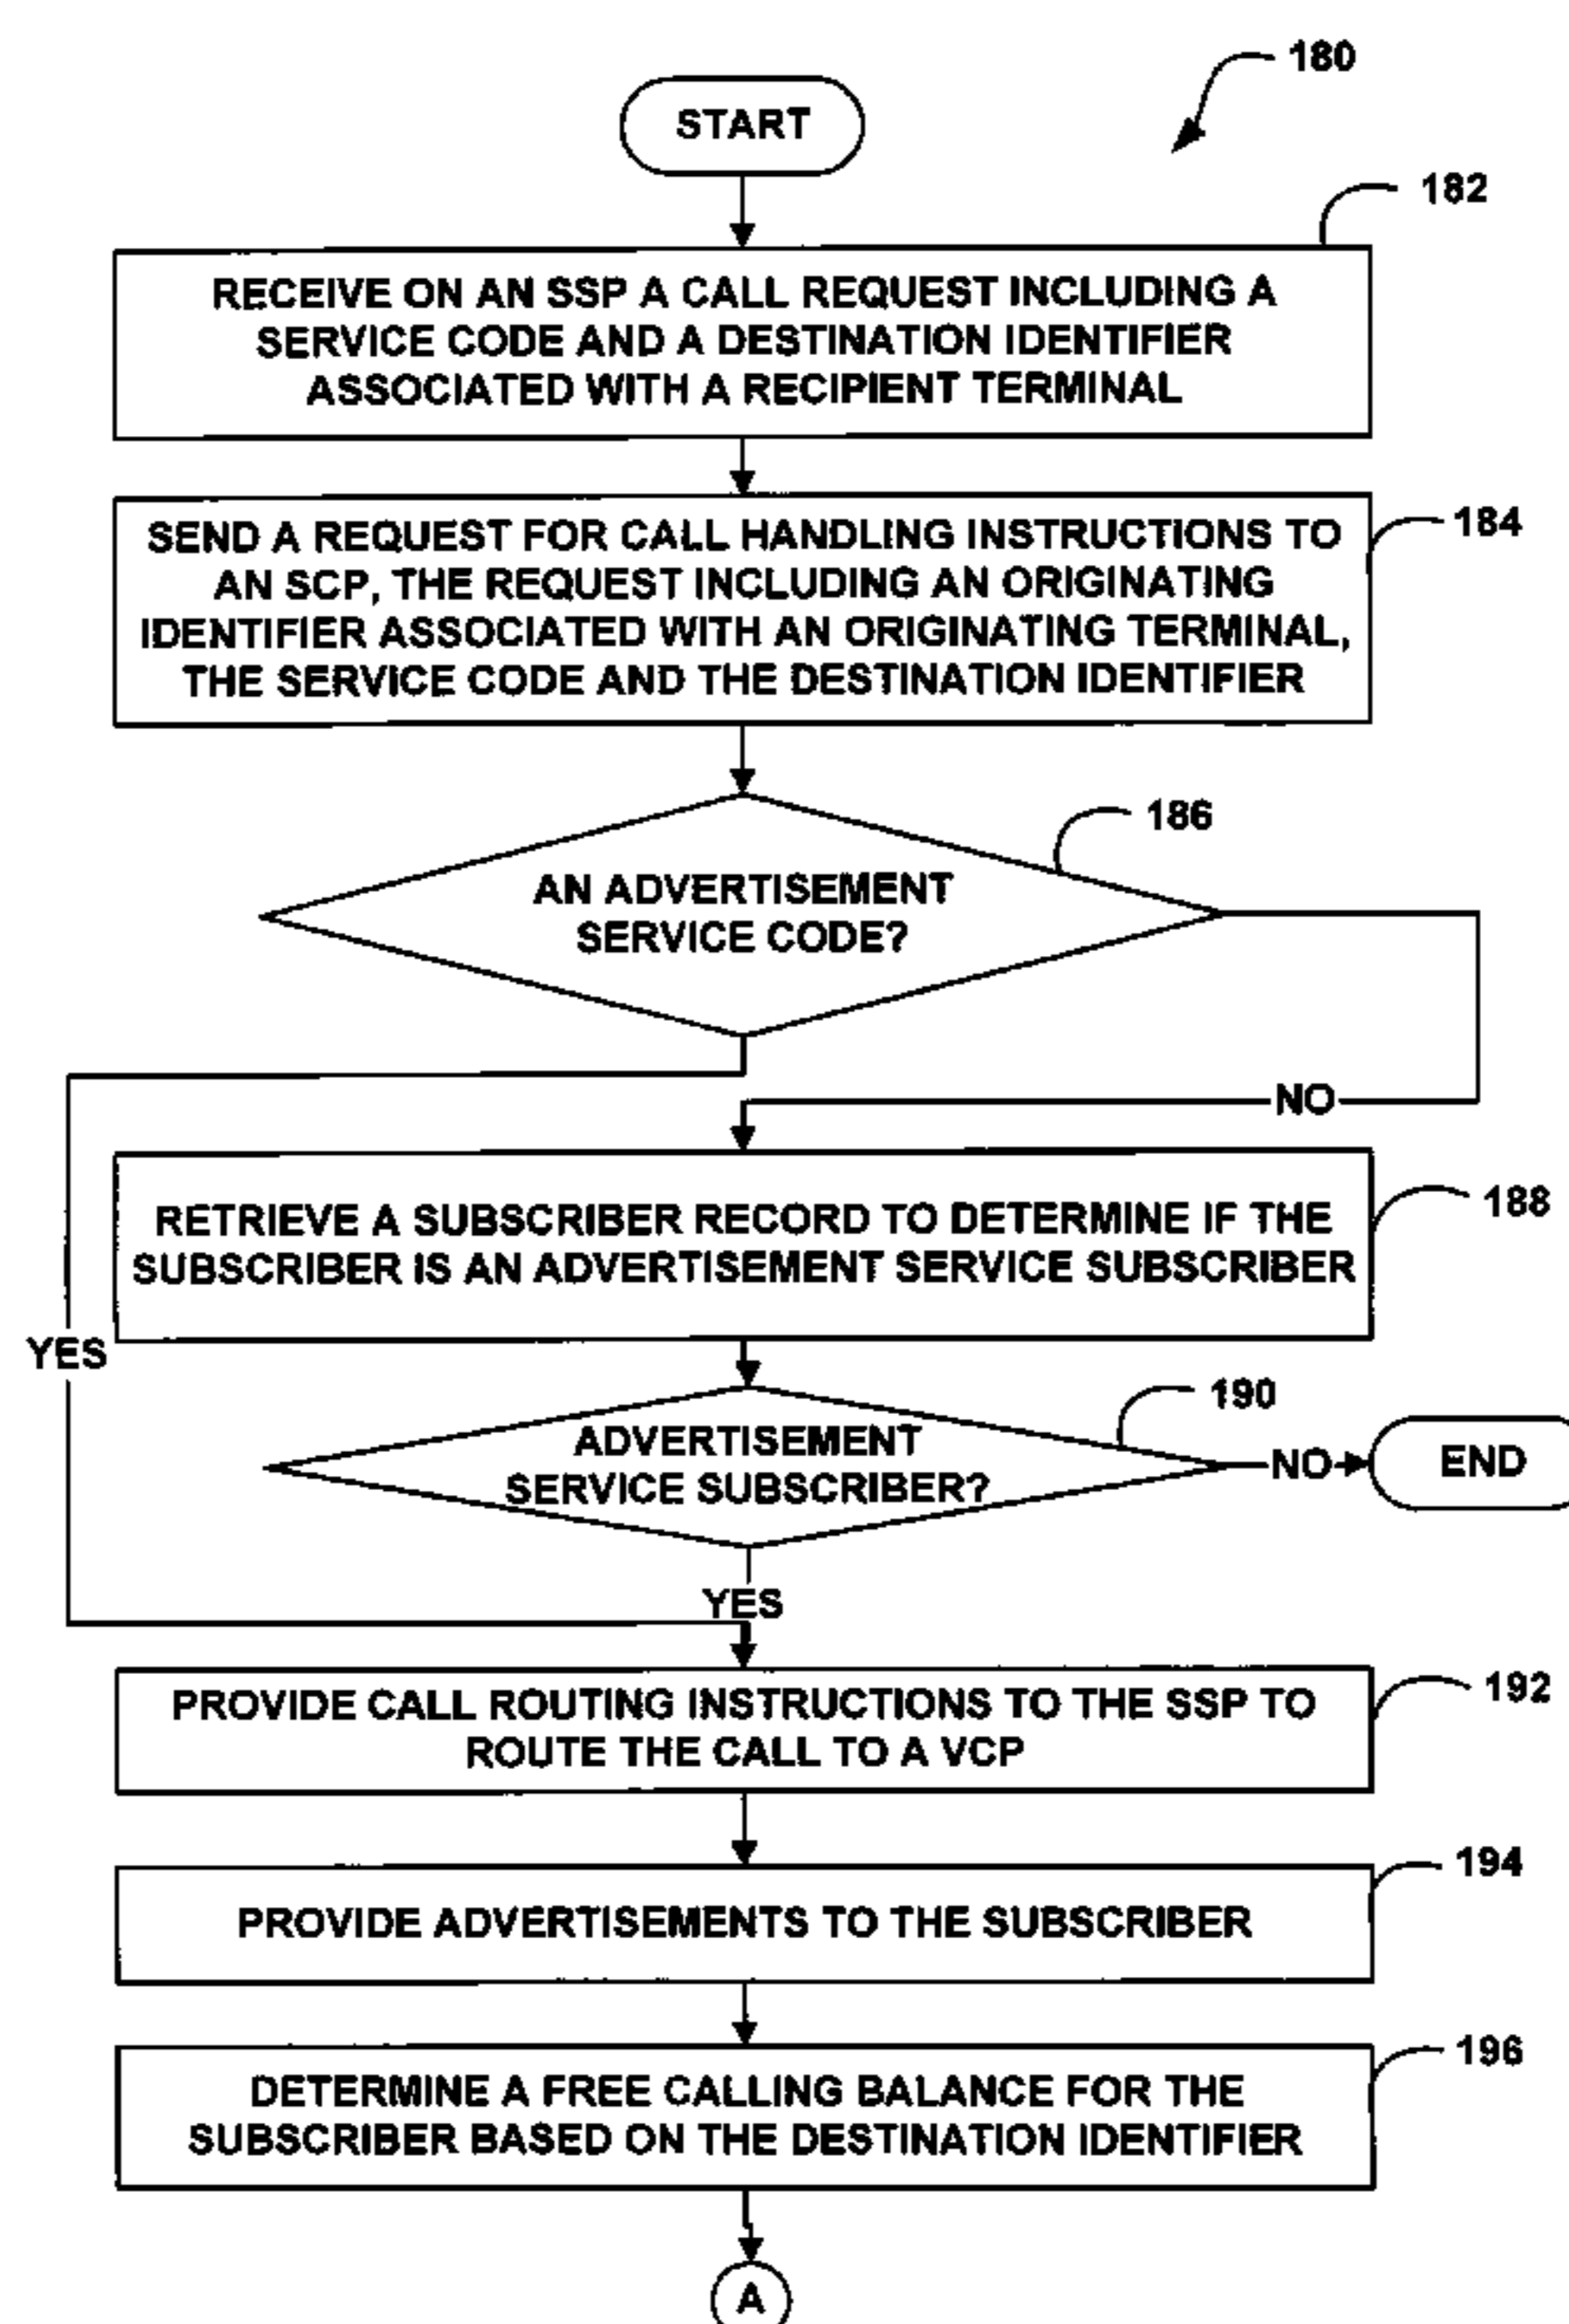 180
START
182
RECEIVE ON AN SSP A CALL REQUEST INCLUDING A
SERVICE CODE AND A DESTINATION IDENTIFIER
ASSOCIATED WITH A RECIPIENT TERMINAL
184
SEND A REQUEST FOR CALL HANDLING INSTRUCTIONS TO
AN SCP, THE REQUEST INCLUDING AN ORIGINATING
IDENTIFIER ASSOCIATED WITH AN ORIGINATING TERMINAL,
THE SERVICE CODE AND THE DESTINATION IDENTIFIER
186
AN ADVERTISEMENT
SERVICE CODE?
NO
188
RETRIEVE A SUBSCRIBER RECORD TO DETERMINE IF THE
SUBSCRIBER IS AN ADVERTISEMENT SERVICE SUBSCRIBER
YES
190
ADVERTISEMENT
SERVICE SUBSCRIBER?
NO
END
YES
192
PROVIDE CALL ROUTING INSTRUCTIONS TO THE SSP TO
ROUTE THE CALL TO A VCP
194
PROVIDE ADVERTISEMENTS TO THE SUBSCRIBER
196
DETERMINE A FREE CALLING BALANCE FOR THE
SUBSCRIBER BASED ON THE DESTINATION IDENTIFIER
A